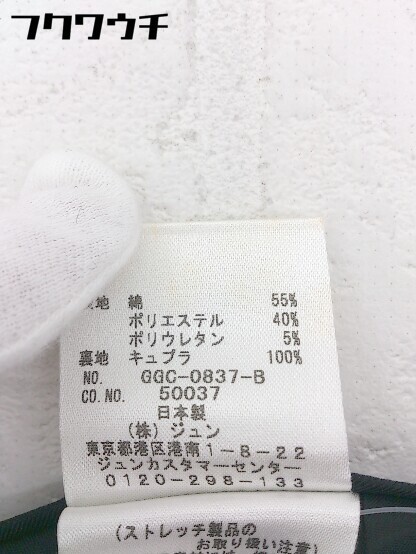 フクワウチ
地 綿 55%
ポリエステル 40%
ポリウレタン 5%
裏地 キュプラ 100%
NO. GGC-0837-B
CO.NO. 50037
日本製
(株) ジュン
東京都港区港南1-8-22
ジュンカスタマーセンター
0120-298-133
(ストレッチ製品の
お取り扱い注意)